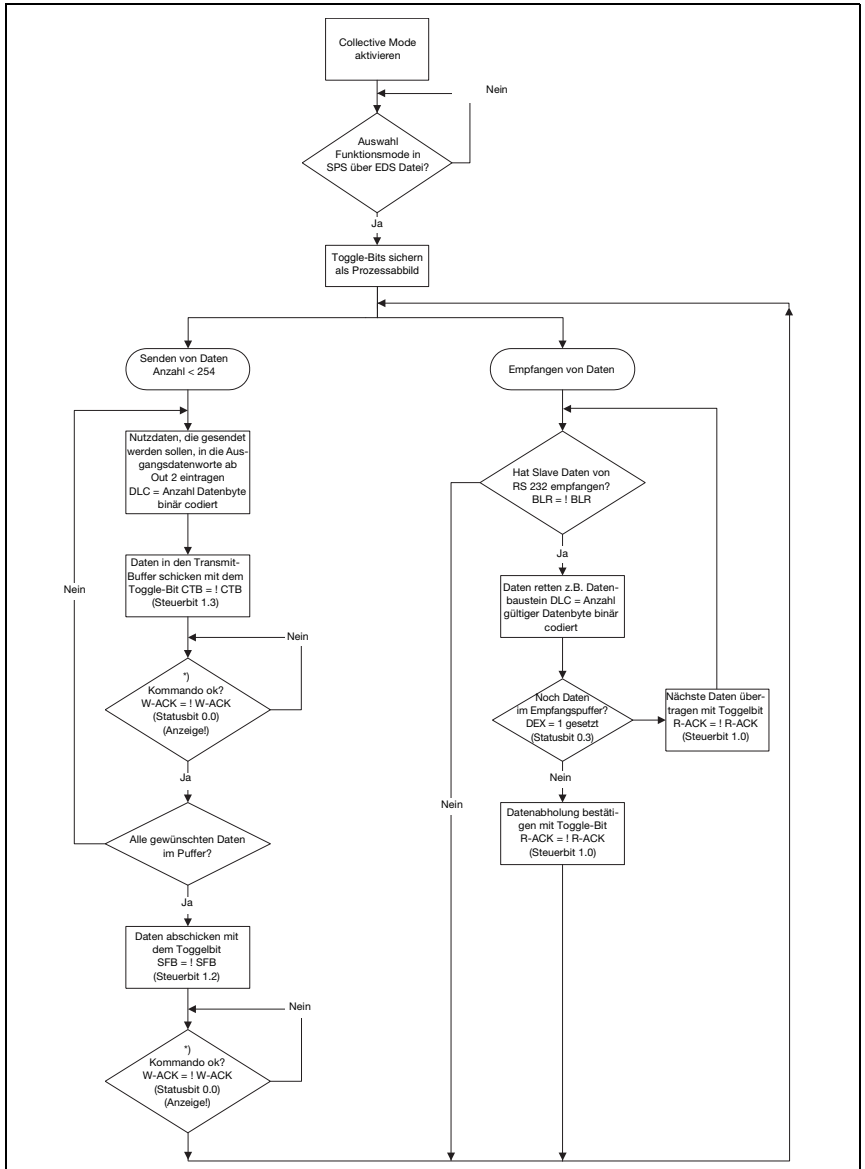 Collective Mode
aktivieren
Nein
Auswahl
Funktionsmode in
SPS über EDS Datei?
Ja
Toggle-Bits sichern
als Prozessabbild
Senden von Daten
Anzahl < 254
Nutzdaten, die gesendet
werden sollen, in die Aus-
gangsdatenworte ab
Out 2 eintragen
DLC = Anzahl Datenbyte
binär codiert
Daten in den Transmit-
Buffer schicken mit dem
Toggle-Bit CTB = ! CTB
(Steuerbit 1.3)
Nein
Nein
*)
Kommando ok?
W-ACK = ! W-ACK
(Statusbit 0.0)
(Anzeige!)
Ja
Alle gewünschten Daten
im Puffer?
Ja
Daten abschicken mit
dem Toggelbit
SFB = ! SFB
(Steuerbit 1.2)
Nein
*)
Kommando ok?
W-ACK = ! W-ACK
(Statusbit 0.0)
(Anzeige!)
Empfangen von Daten
Hat Slave Daten von
RS 232 empfangen?
BLR = ! BLR
Ja
Daten retten z.B. Daten-
baustein DLC = Anzahl
gültiger Datenbyte binär
codiert
Noch Daten
im Empfangspuffer?
DEX = 1 gesetzt
(Statusbit 0.3)
Nächste Daten über-
tragen mit Toggelbit
R-ACK = ! R-ACK
(Steuerbit 1.0)
Nein
Nein
Datenabholung bestäti-
gen mit Toggle-Bit
R-ACK = ! R-ACK
(Steuerbit 1.0)